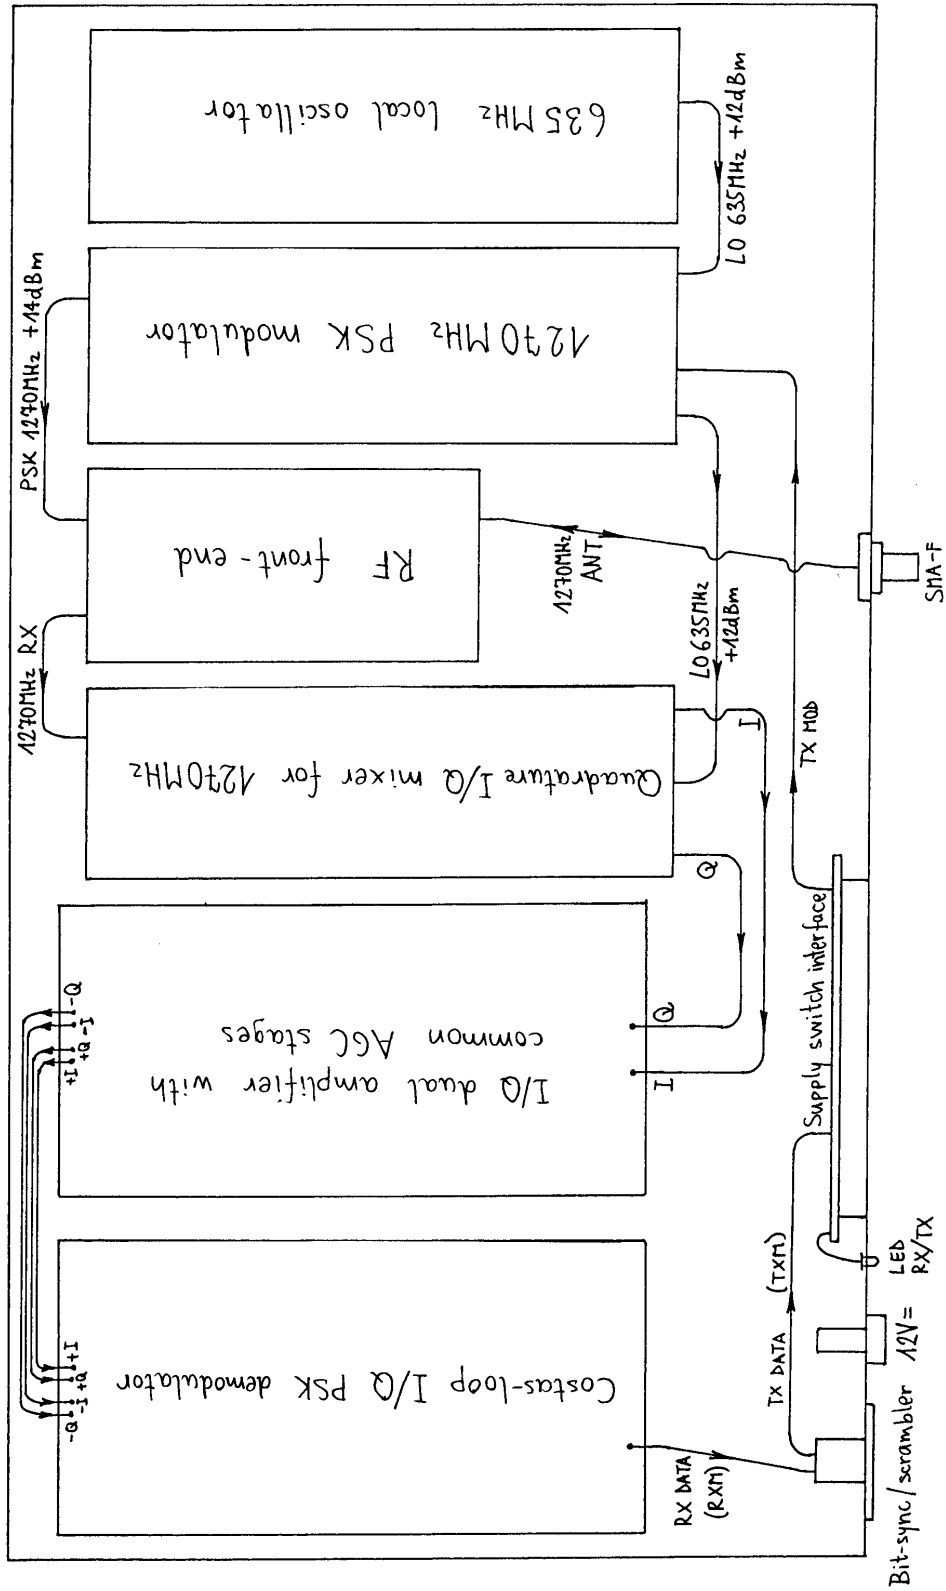 635MHz local oscillator
LO 635MHz +12dBm
1270MHz PSK modulator
PSK 1270MHz +14dBm
RF front-end
1270MHz
ANT
SMA-F
1270MHz RX
LO 635MHz
+12dBm
Quadrature I/Q mixer for 1270MHz
I
Q
TX MOD
I/Q dual amplifier with
common AGC stages
-Q
-I
+Q
+I
Q
I
Supply switch interface
Costas-loop I/Q PSK demodulator
+I
+Q
-I
-Q
RX DATA
(RXM)
TX DATA (TXM)
LED
RX/TX
12V=
Bit-sync/scrambler